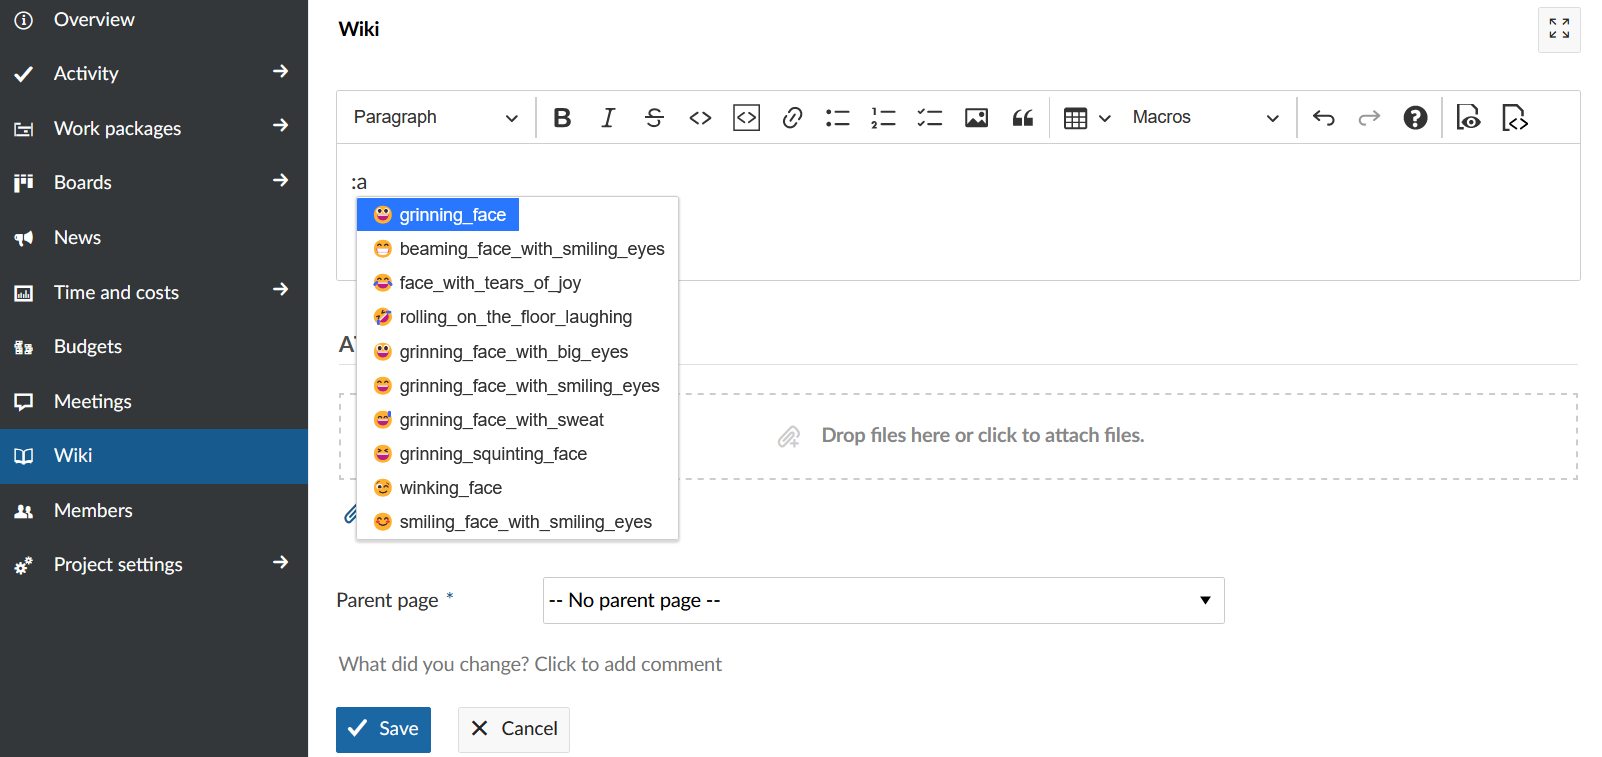 Overview
Activity
Work packages
Boards
News
Time and costs
Budgets
Meetings
Wiki
Members
Project settings
Wiki
Paragraph
Macros
:a
grinning_face
beaming_face_with_smiling_eyes
face_with_tears_of_joy
rolling_on_the_floor_laughing
grinning_face_with_big_eyes
grinning_face_with_smiling_eyes
grinning_face_with_sweat
grinning_squinting_face
winking_face
smiling_face_with_smiling_eyes
Drop files here or click to attach files.
Parent page *
-- No parent page --
What did you change? Click to add comment
Save
Cancel